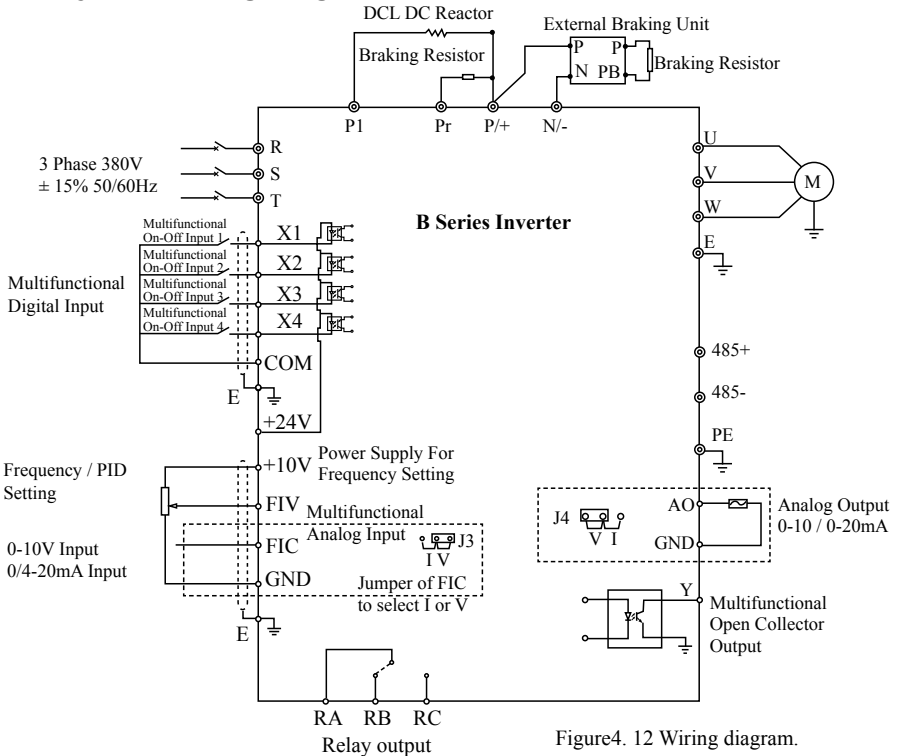 DCL DC Reactor
External Braking Unit
Braking Resistor
P P
N PB
Braking Resistor
P1 Pr P/+ N/-
R
S
T
3 Phase 380V
± 15% 50/60Hz
U
V
W
M
E
B Series Inverter
Multifunctional
On-Off Input 1
X1
Multifunctional
On-Off Input 2
X2
Multifunctional
On-Off Input 3
X3
Multifunctional
On-Off Input 4
X4
Multifunctional
Digital Input
COM
E
+24V
485+
485-
PE
Frequency / PID
Setting
+10V
Power Supply For
Frequency Setting
FIV
Multifunctional
Analog Input
FIC
J3
I V
0-10V Input
0/4-20mA Input
GND
Jumper of FIC
to select I or V
E
J4
V I
AO
GND
Analog Output
0-10 / 0-20mA
Y
Multifunctional
Open Collector
Output
RA RB RC
Relay output
Figure4. 12 Wiring diagram.